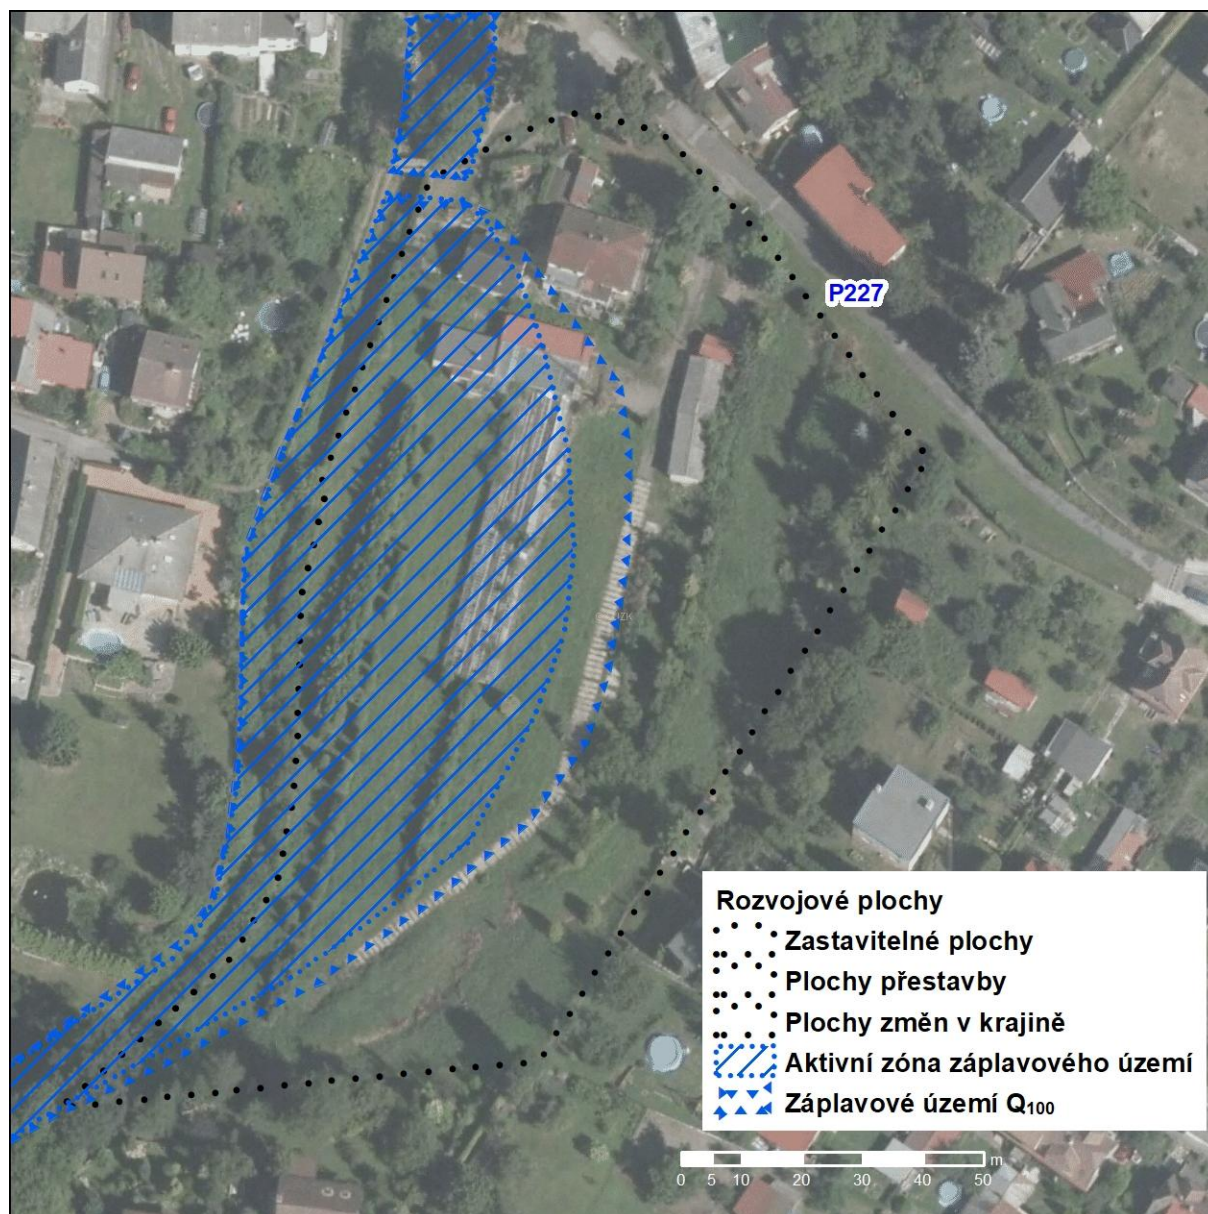 P227
Rozvojové plochy
Zastavitelné plochy
Plochy přestavby
Plochy změn v krajině
Aktivní zóna záplavového území
Záplavové území Q₁₀₀
m
0 5 10 20 30 40 50